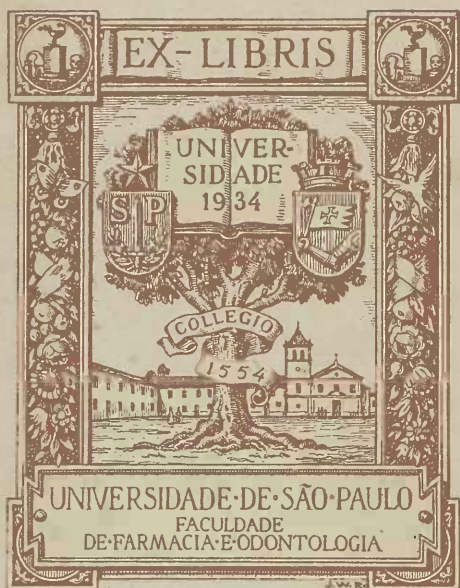 EX-LIBRIS
UNIVER-
SIDADE
1934
S P
COLLEGIO
1554
UNIVERSIDADE·DE·SÃO·PAULO
FACULDADE
DE·FARMACIA·E·ODONTOLOGIA
J.W.R.